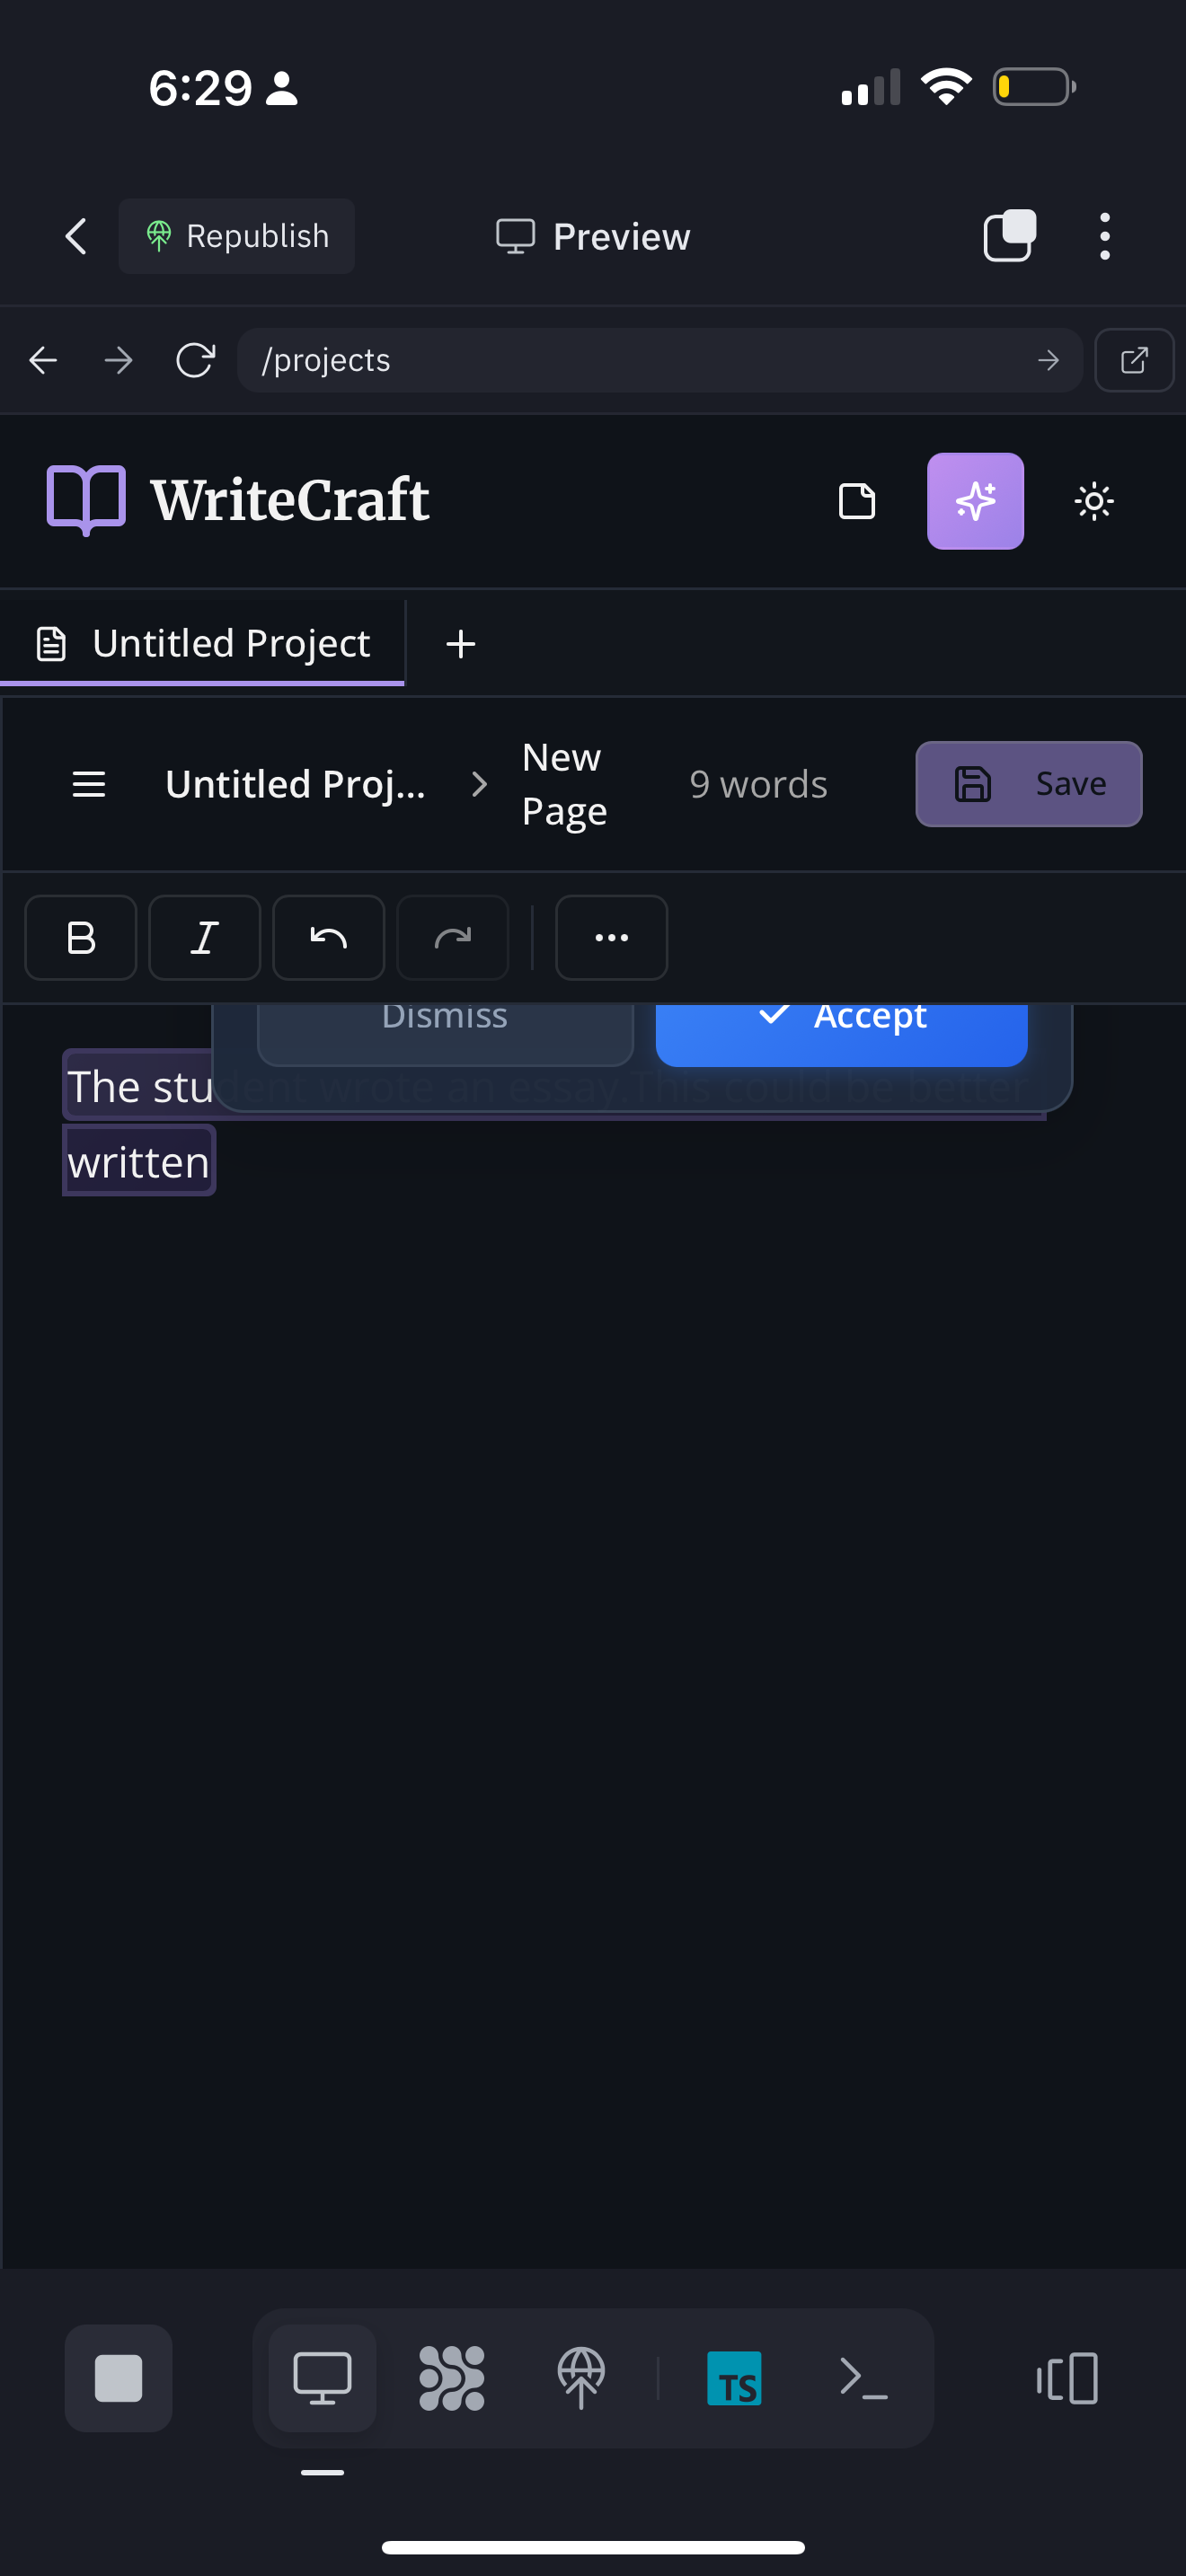 6:29
Republish
Preview
/projects
WriteCraft
Untitled Project
Untitled Proj...
New
Page
9 words
Save
B I
Dismiss
Accept
The student wrote an essay. This could be better
written
TS